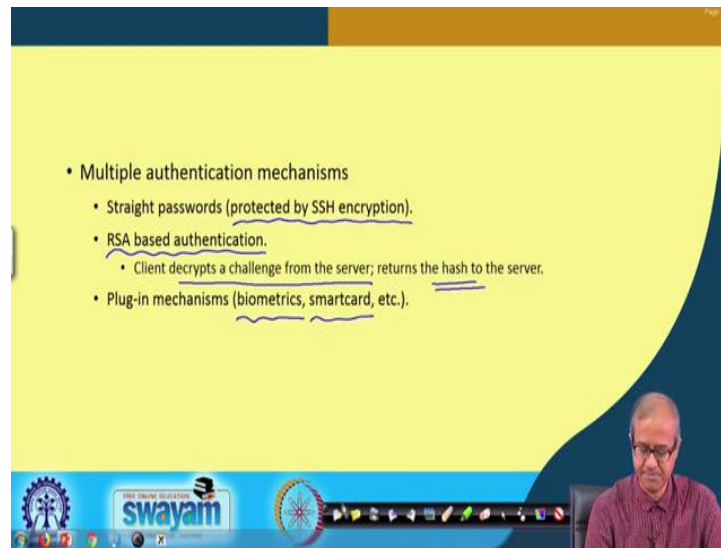 Page
• Multiple authentication mechanisms
• Straight passwords (protected by SSH encryption).
• RSA based authentication.
• Client decrypts a challenge from the server; returns the hash to the server.
• Plug-in mechanisms (biometrics, smartcard, etc.).
FREE ONLINE EDUCATION
swayam